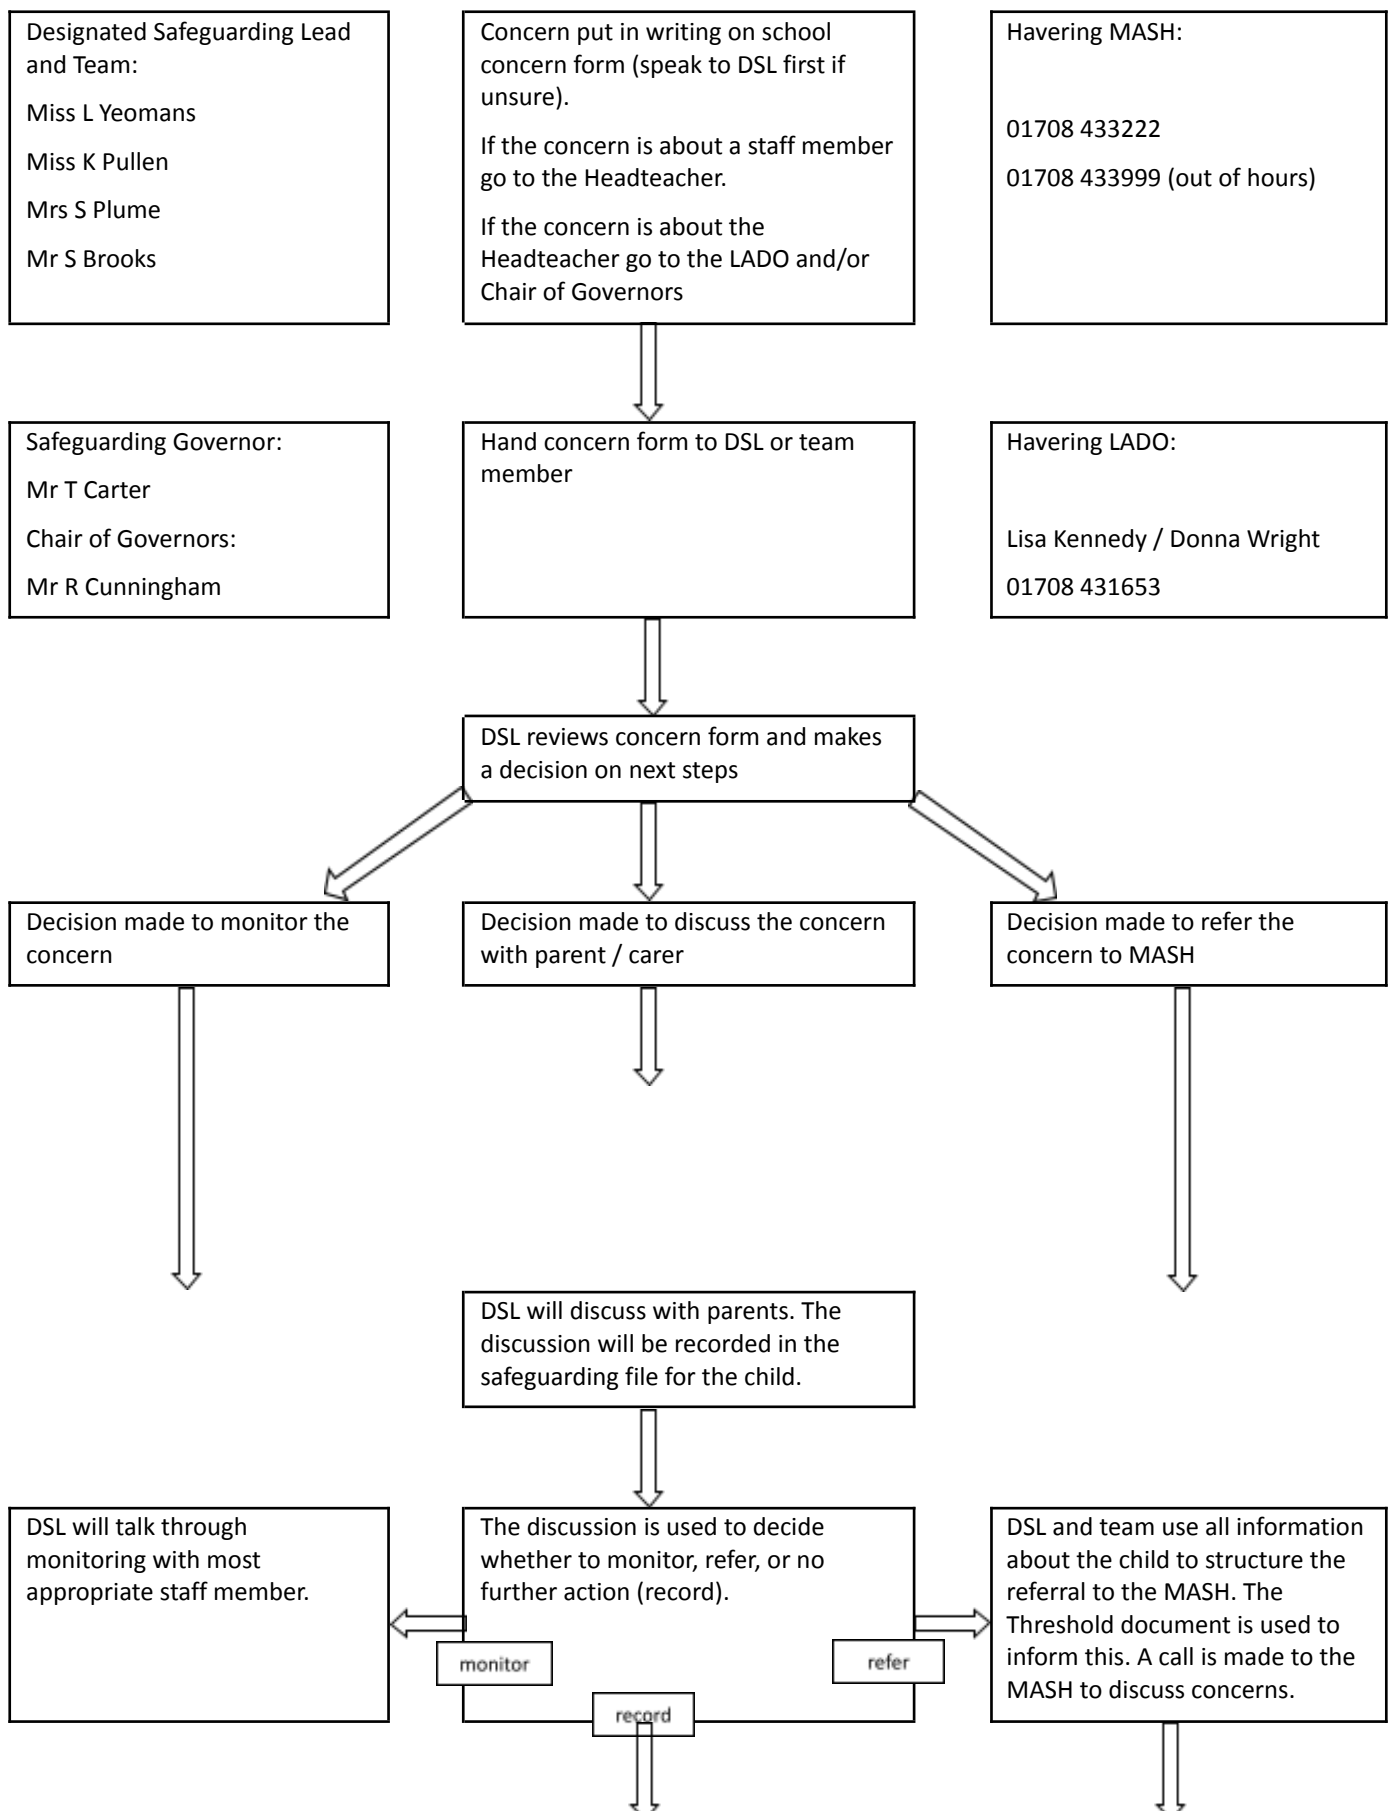 Designated Safeguarding Lead
and Team:
Miss L Yeomans
Miss K Pullen
Mrs S Plume
Mr S Brooks
Concern put in writing on school
concern form (speak to DSL first if
unsure).
If the concern is about a staff member
go to the Headteacher.
If the concern is about the
Headteacher go to the LADO and/or
Chair of Governors
Havering MASH:
01708 433222
01708 433999 (out of hours)
Safeguarding Governor:
Mr T Carter
Chair of Governors:
Mr R Cunningham
Hand concern form to DSL or team
member
Havering LADO:
Lisa Kennedy / Donna Wright
01708 431653
DSL reviews concern form and makes
a decision on next steps
Decision made to monitor the
concern
Decision made to discuss the concern
with parent / carer
Decision made to refer the
concern to MASH
DSL will discuss with parents. The
discussion will be recorded in the
safeguarding file for the child.
DSL will talk through
monitoring with most
appropriate staff member.
The discussion is used to decide
whether to monitor, refer, or no
further action (record).
monitor
refer
record
DSL and team use all information
about the child to structure the
referral to the MASH. The
Threshold document is used to
inform this. A call is made to the
MASH to discuss concerns.